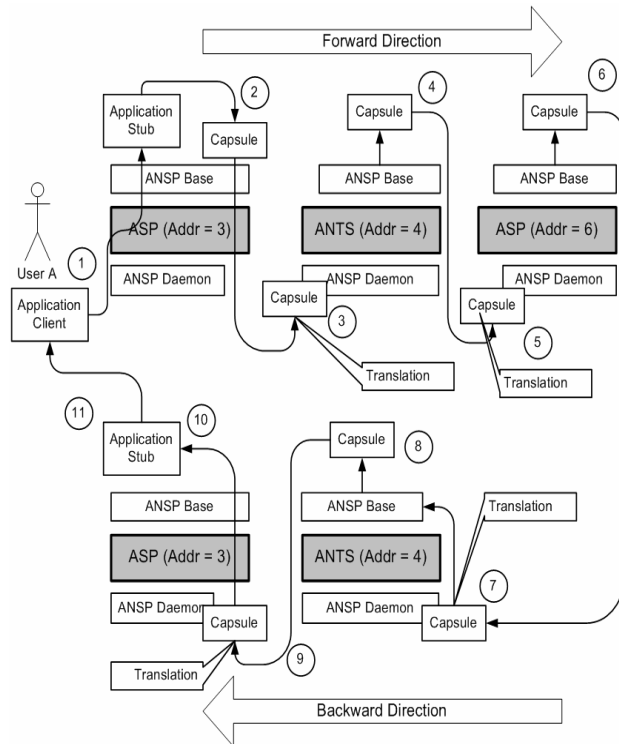 Forward Direction
2
4
6
Application
Stub
Capsule
Capsule
Capsule
ANSP Base
ANSP Base
ANSP Base
ASP (Addr = 3)
ANTS (Addr = 4)
ASP (Addr = 6)
1
User A
ANSP Daemon
ANSP Daemon
ANSP Daemon
Application
Client
Capsule
3
Capsule
5
Translation
Translation
11
10
8
Application
Stub
Capsule
ANSP Base
ANSP Base
Translation
ASP (Addr = 3)
ANTS (Addr = 4)
7
ANSP Daemon
Capsule
ANSP Daemon
Capsule
9
Translation
Backward Direction